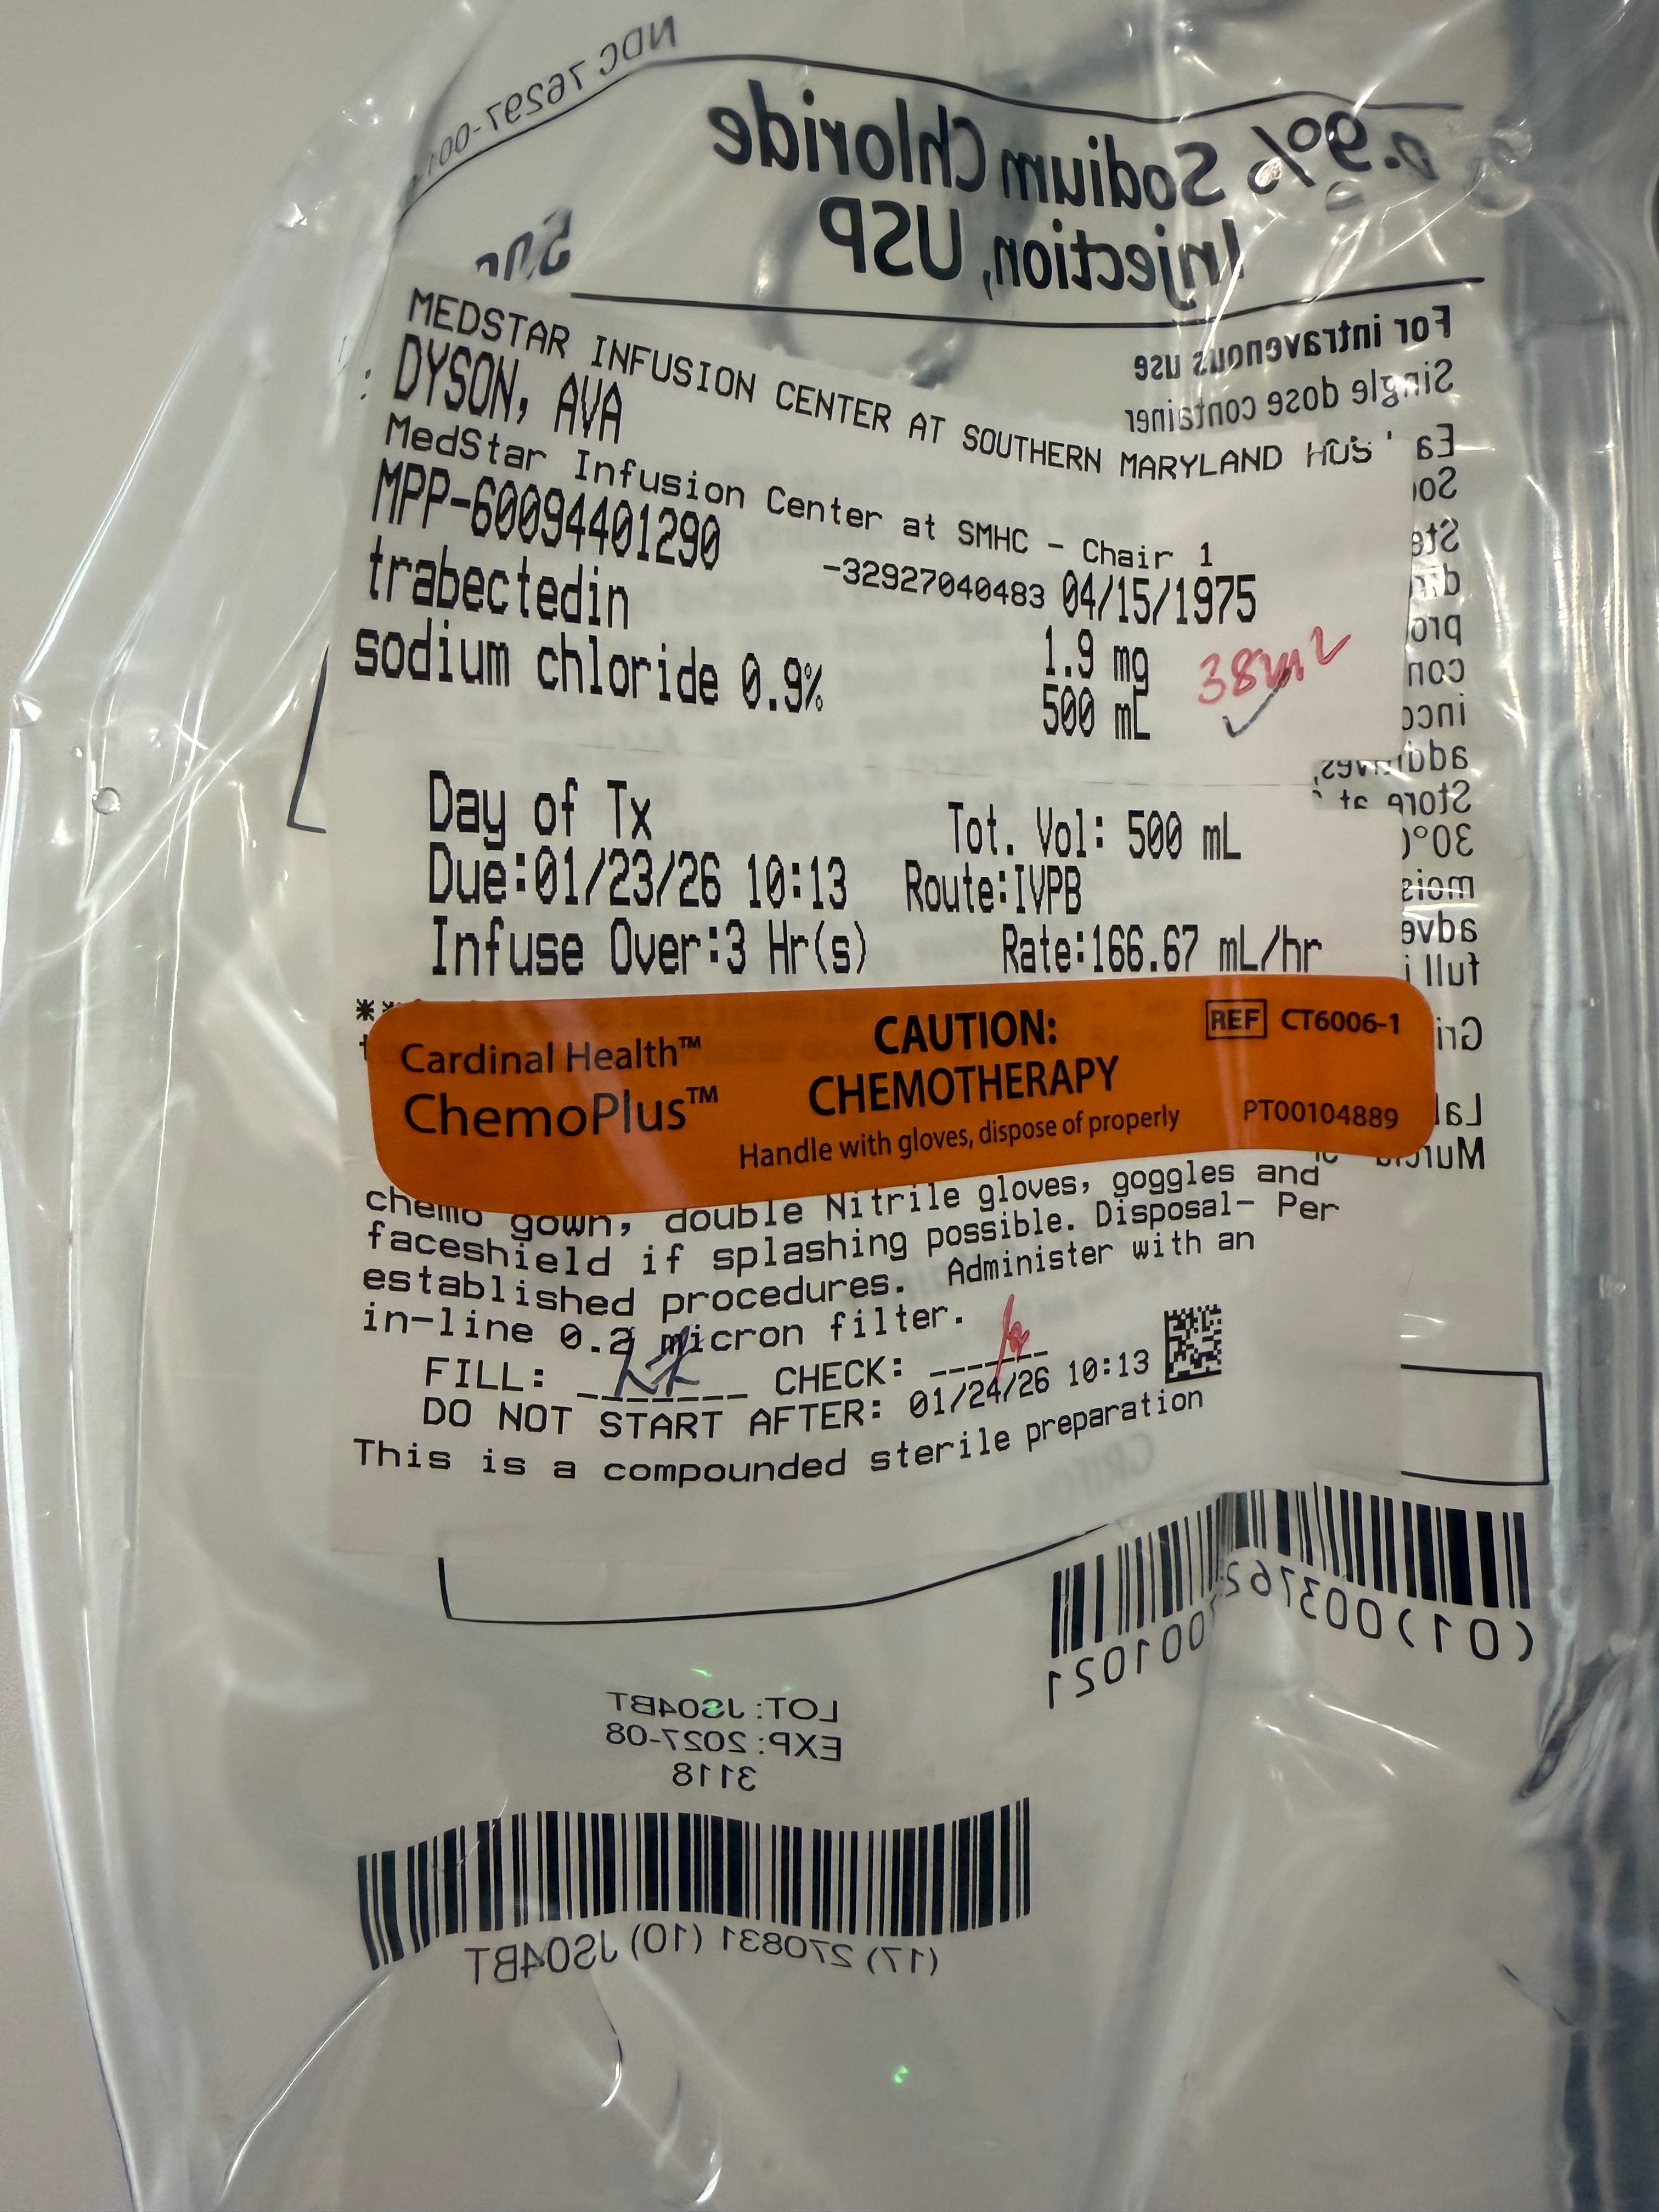 NDC 76297-001
0.9% Sodium Chloride
Injection, USP
For intravenous use
Single dose container
MEDSTAR INFUSION CENTER AT SOUTHERN MARYLAND HOS
DYSON, AVA
MedStar Infusion Center at SMHC - Chair 1
MPP-60094401290 -32927040483 04/15/1975
trabectedin 1.9 mg
sodium chloride 0.9% 500 mL
Day of Tx Tot. Vol: 500 mL
Due:01/23/26 10:13 Route:IVPB
Infuse Over:3 Hr(s) Rate:166.67 mL/hr
Cardinal Health™
ChemoPlus™
CAUTION:
CHEMOTHERAPY
Handle with gloves, dispose of properly
REF CT6006-1
PT00104889
chemo gown, double Nitrile gloves, goggles and
faceshield if splashing possible. Disposal- Per
established procedures. Administer with an
in-line 0.2 micron filter.
FILL: CHECK:
DO NOT START AFTER: 01/24/26 10:13
This is a compounded sterile preparation
LOT: JS04BT
EXP: 2027-08
3118
(17) 270831 (10) JS04BT